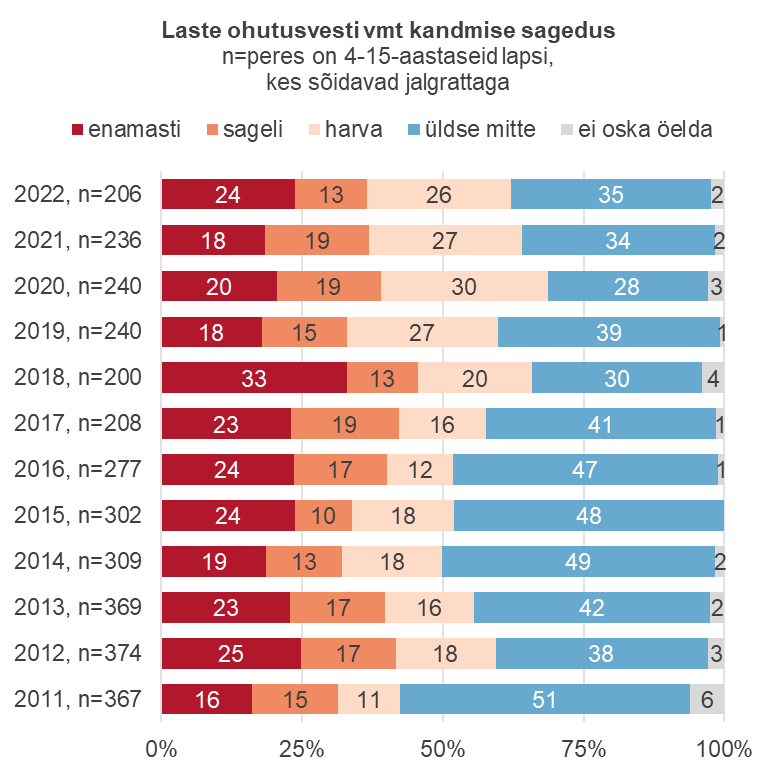 Laste ohutusvesti vmt kandmise sagedus
n=peres on 4-15-aastaseid lapsi,
kes sõidavad jalgrattaga
enamasti sageli harva üldse mitte ei oska öelda
2022, n=206 24 13 26 35 2
2021, n=236 18 19 27 34 2
2020, n=240 20 19 30 28 3
2019, n=240 18 15 27 39 1
2018, n=200 33 13 20 30 4
2017, n=208 23 19 16 41 1
2016, n=277 24 17 12 47 1
2015, n=302 24 10 18 48
2014, n=309 19 13 18 49 2
2013, n=369 23 17 16 42 2
2012, n=374 25 17 18 38 3
2011, n=367 16 15 11 51 6
0% 25% 50% 75% 100%